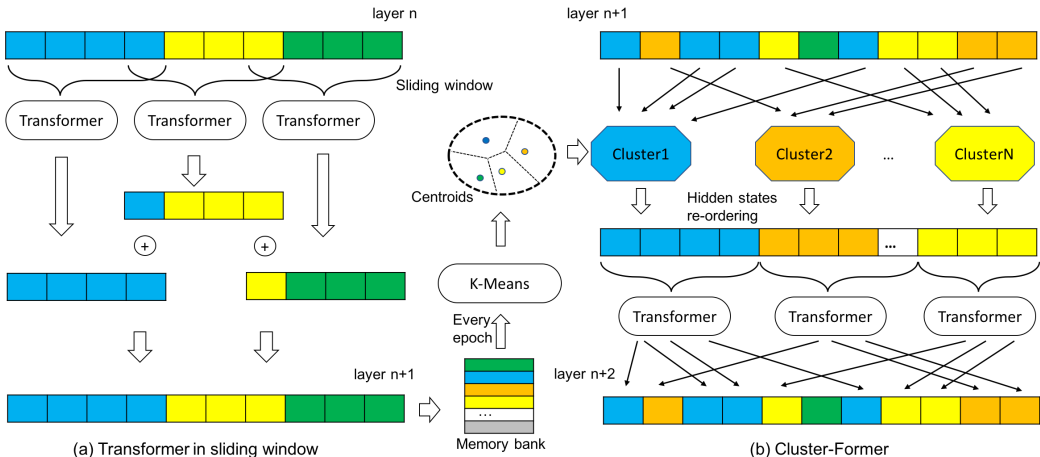 layer n
Sliding window
Transformer
Transformer
Transformer
+
+
layer n+1
(a) Transformer in sliding window
Centroids
K-Means
Every
epoch
...
Memory bank
layer n+1
Cluster1
Cluster2
...
ClusterN
Hidden states
re-ordering
...
Transformer
Transformer
Transformer
layer n+2
(b) Cluster-Former